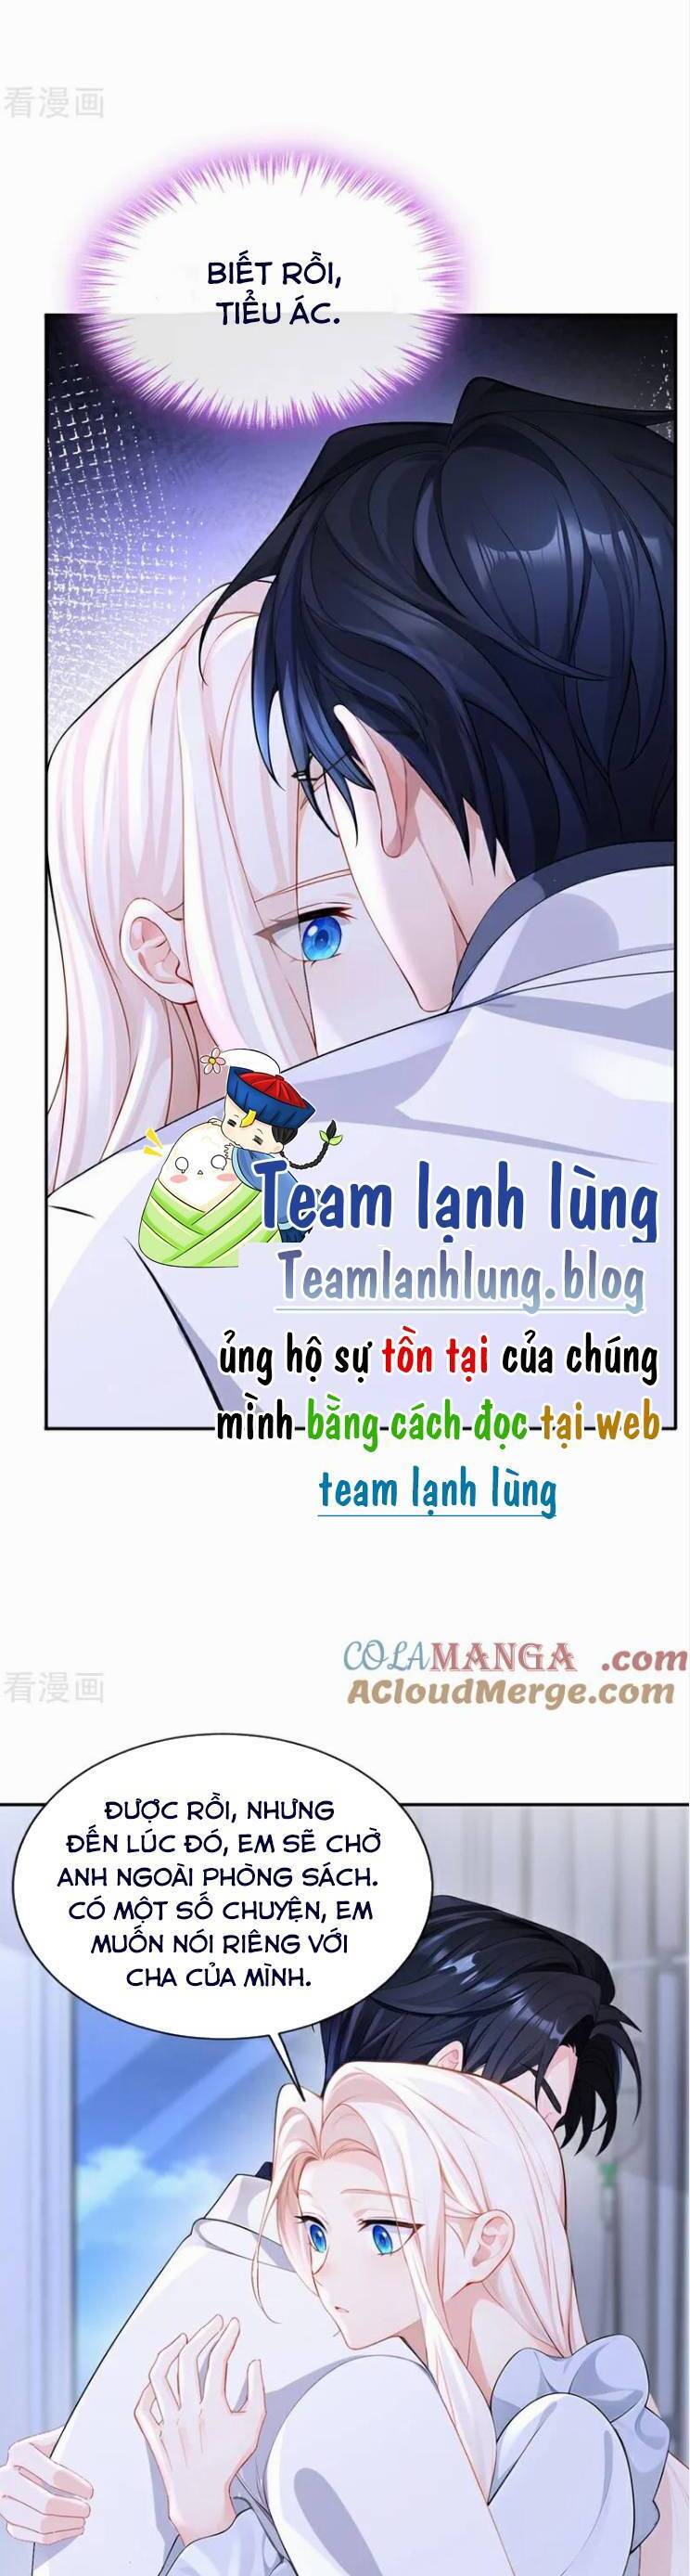 看漫画
BIẾT RỒI,
TIỂU ÁC.
Team lạnh lùng
Teamlanhlung.blog
ủng hộ sự tồn tại của chúng
mình bằng cách đọc tại web
team lạnh lùng
COLAMANGA.com
看漫画
ACloudMerge.com
ĐƯỢC RỒI, NHƯNG
ĐẾN LÚC ĐÓ, EM SẼ CHỜ
ANH NGOÀI PHÒNG SÁCH.
CÓ MỘT SỐ CHUYỆN, EM
MUỐN NÓI RIÊNG VỚI
CHA CỦA MÌNH.